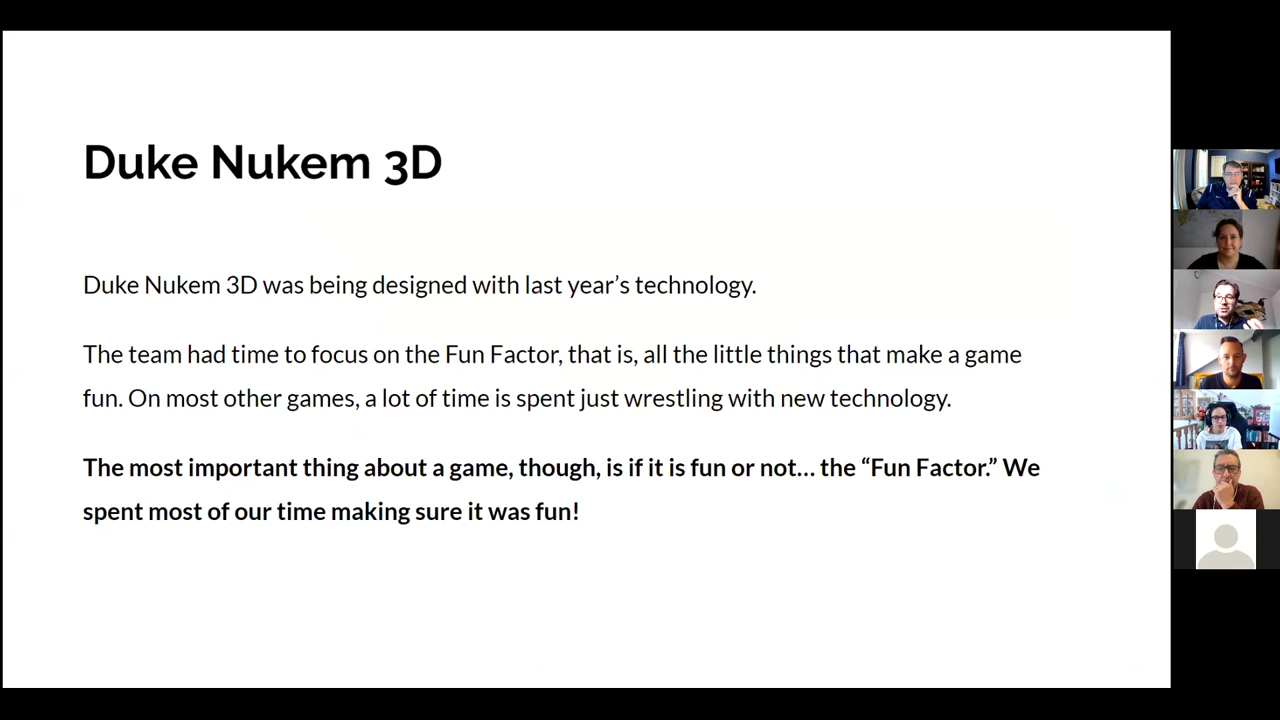 Duke Nukem 3D
Duke Nukem 3D was being designed with last year’s technology.
The team had time to focus on the Fun Factor, that is, all the little things that make a game
fun. On most other games, a lot of time is spent just wrestling with new technology.
The most important thing about a game, though, is if it is fun or not... the “Fun Factor.” We
spent most of our time making sure it was fun!